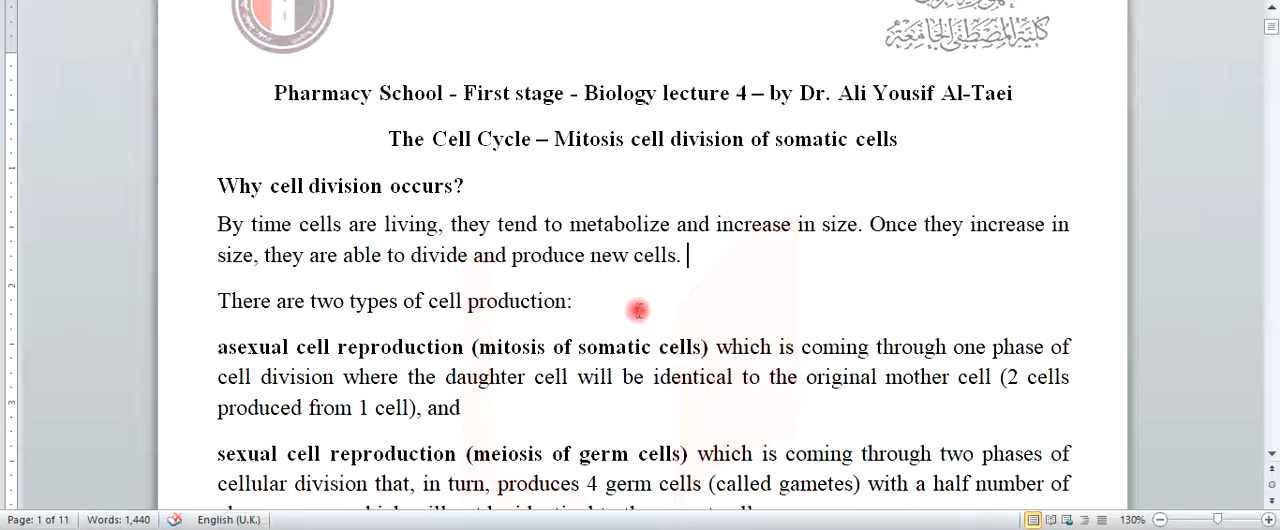 كلية المصطفى الجامعة
Pharmacy School - First stage - Biology lecture 4 – by Dr. Ali Yousif Al-Taei
The Cell Cycle – Mitosis cell division of somatic cells
Why cell division occurs?
By time cells are living, they tend to metabolize and increase in size. Once they increase in
size, they are able to divide and produce new cells.
There are two types of cell production:
asexual cell reproduction (mitosis of somatic cells) which is coming through one phase of
cell division where the daughter cell will be identical to the original mother cell (2 cells
produced from 1 cell), and
sexual cell reproduction (meiosis of germ cells) which is coming through two phases of
cellular division that, in turn, produces 4 germ cells (called gametes) with a half number of
Page: 1 of 11 Words: 1,440 English (U.K.) 130%